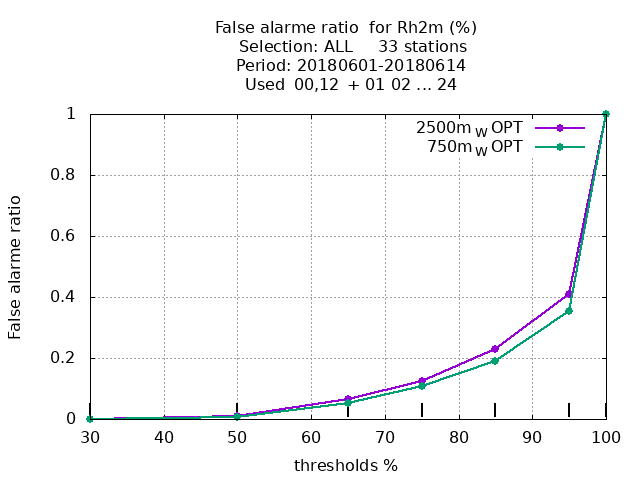 False alarme ratio  for Rh2m (%)
Selection: ALL     33 stations
Period: 20180601-20180614
Used  00,12  + 01 02 ... 24
1
0.8
0.6
0.4
0.2
0
False alarme ratio
2500m_W OPT
750m_W OPT
30 40 50 60 70 80 90 100
thresholds %